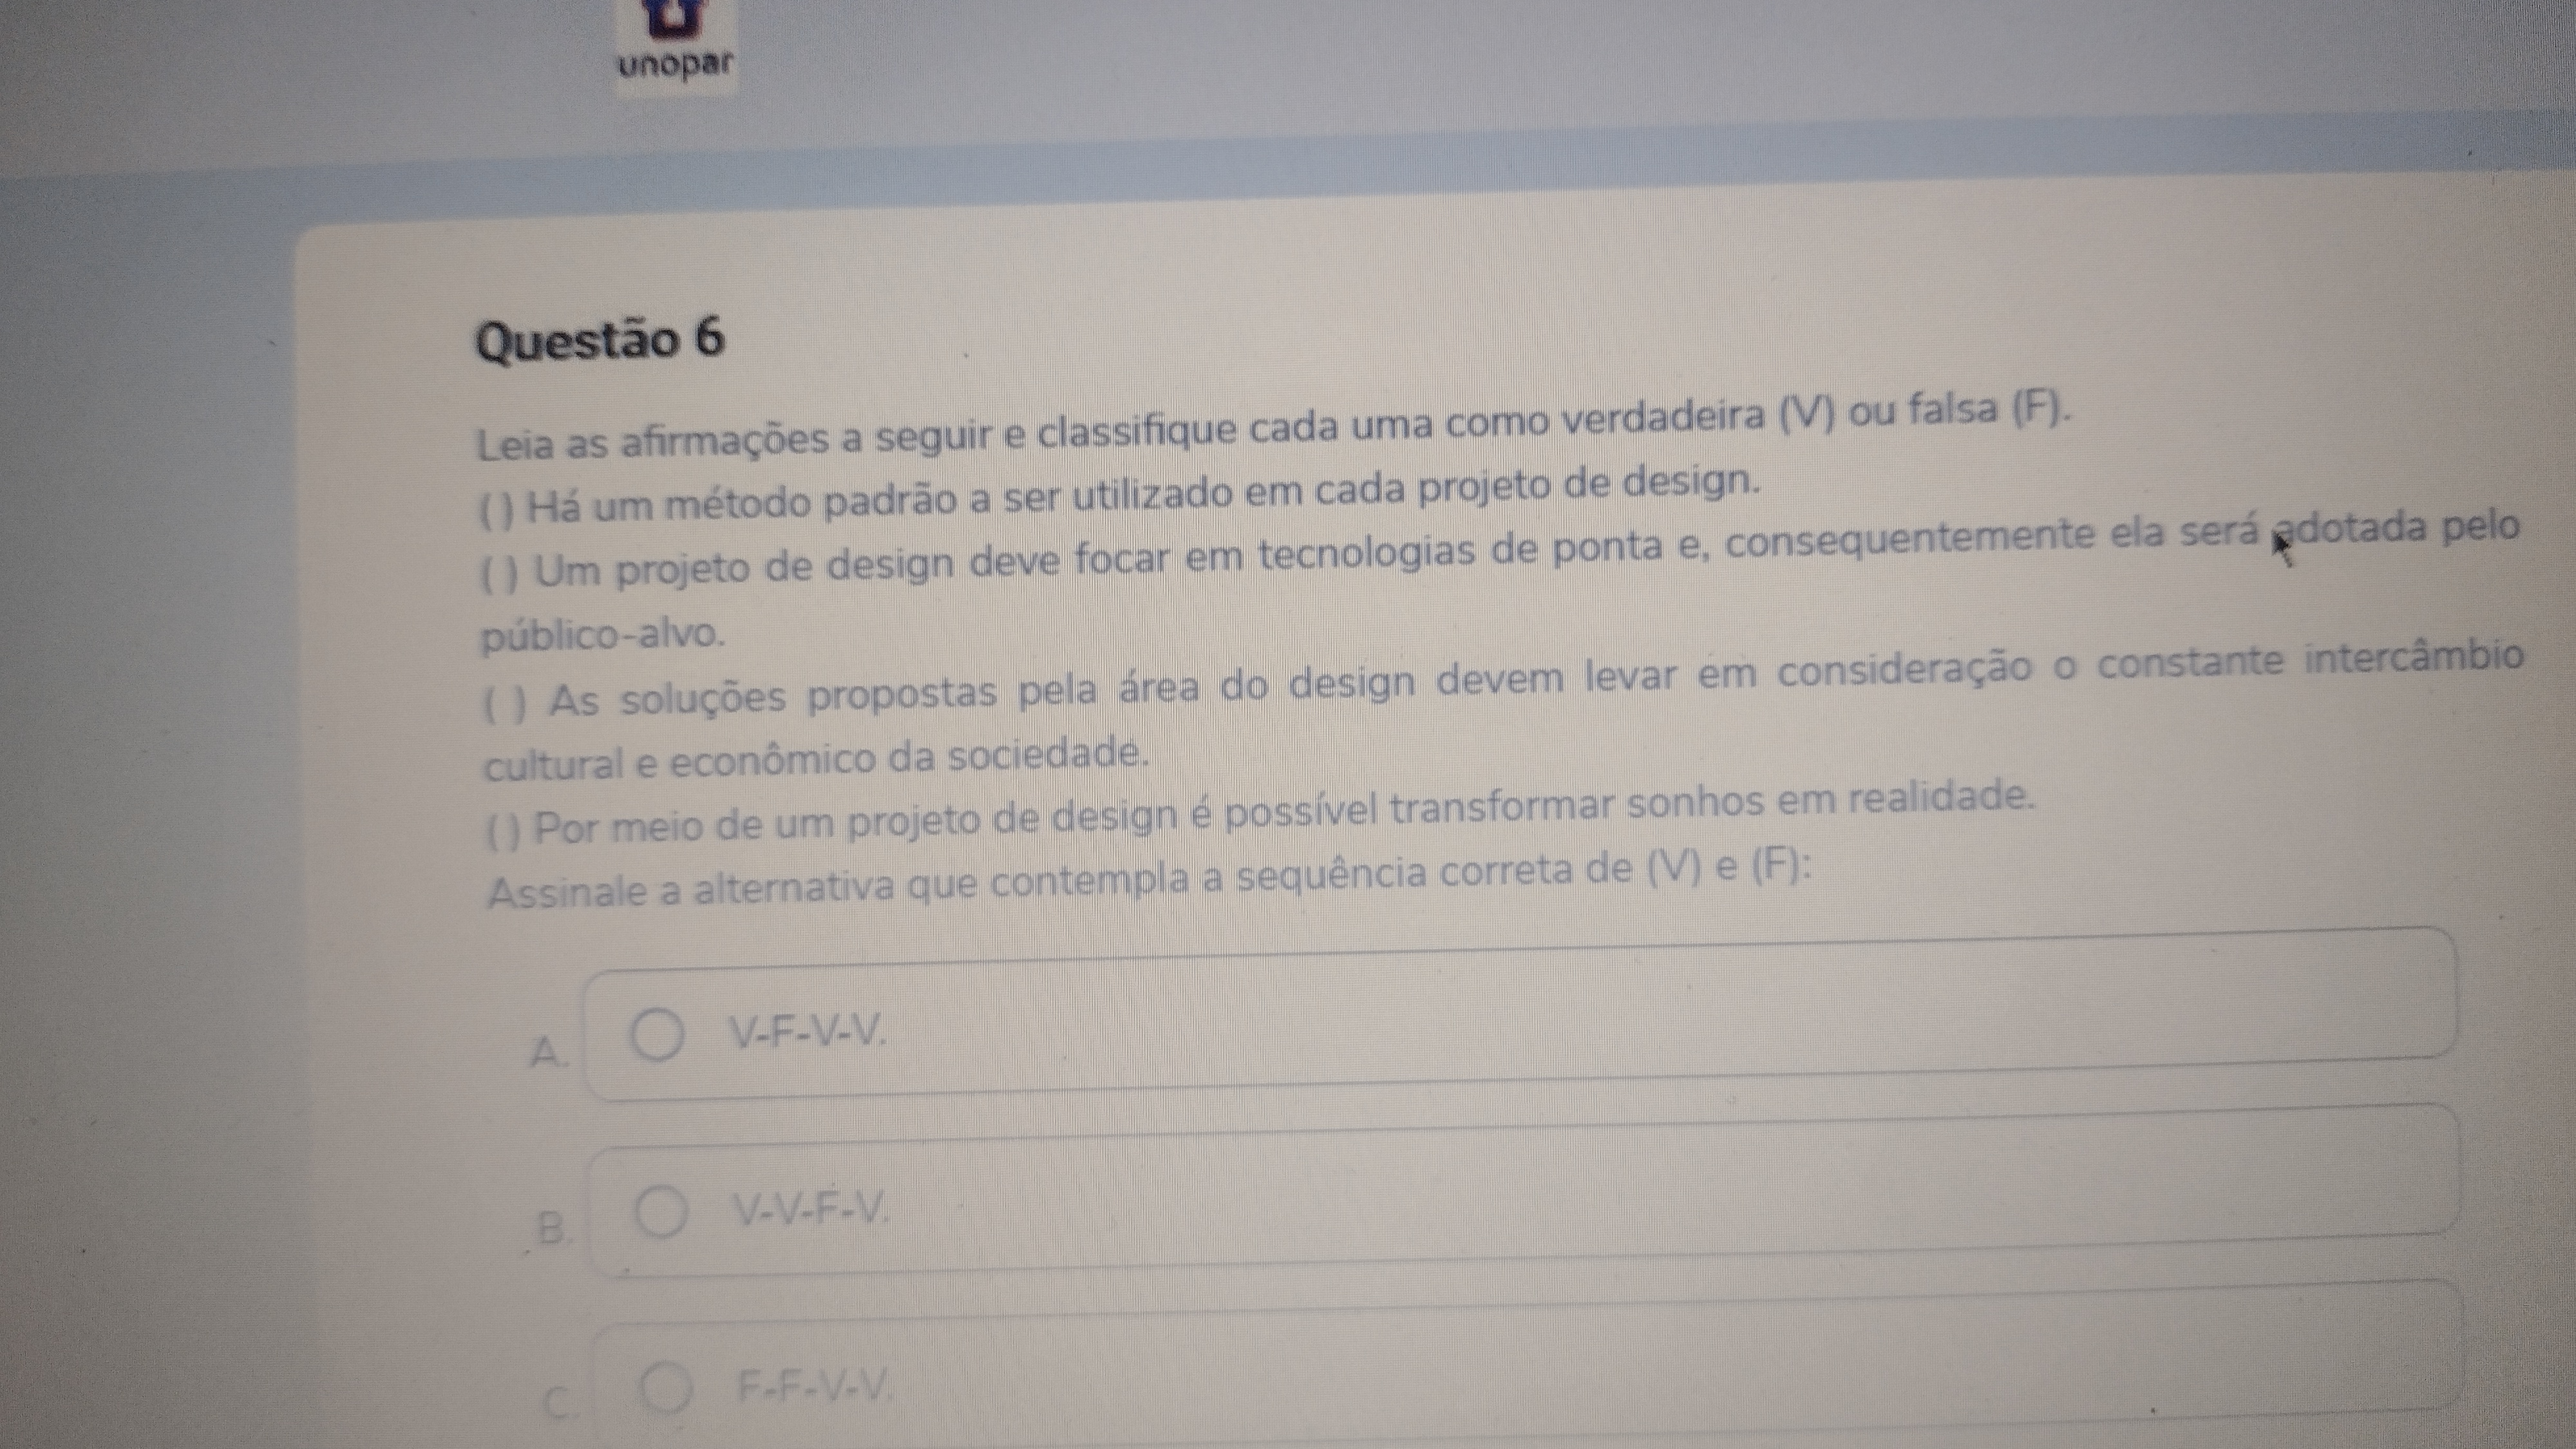 unopar
Questão 6
Leia as afirmações a seguir e classifique cada uma como verdadeira (V) ou falsa (F).
( ) Há um método padrão a ser utilizado em cada projeto de design.
( ) Um projeto de design deve focar em tecnologias de ponta e, consequentemente ela será adotada pelo
público-alvo.
( ) As soluções propostas pela área do design devem levar em consideração o constante intercâmbio
cultural e econômico da sociedade.
( ) Por meio de um projeto de design é possível transformar sonhos em realidade.
Assinale a alternativa que contempla a sequência correta de (V) e (F):
A. V-F-V-V.
B. V-V-F-V.
C. F-F-V-V.